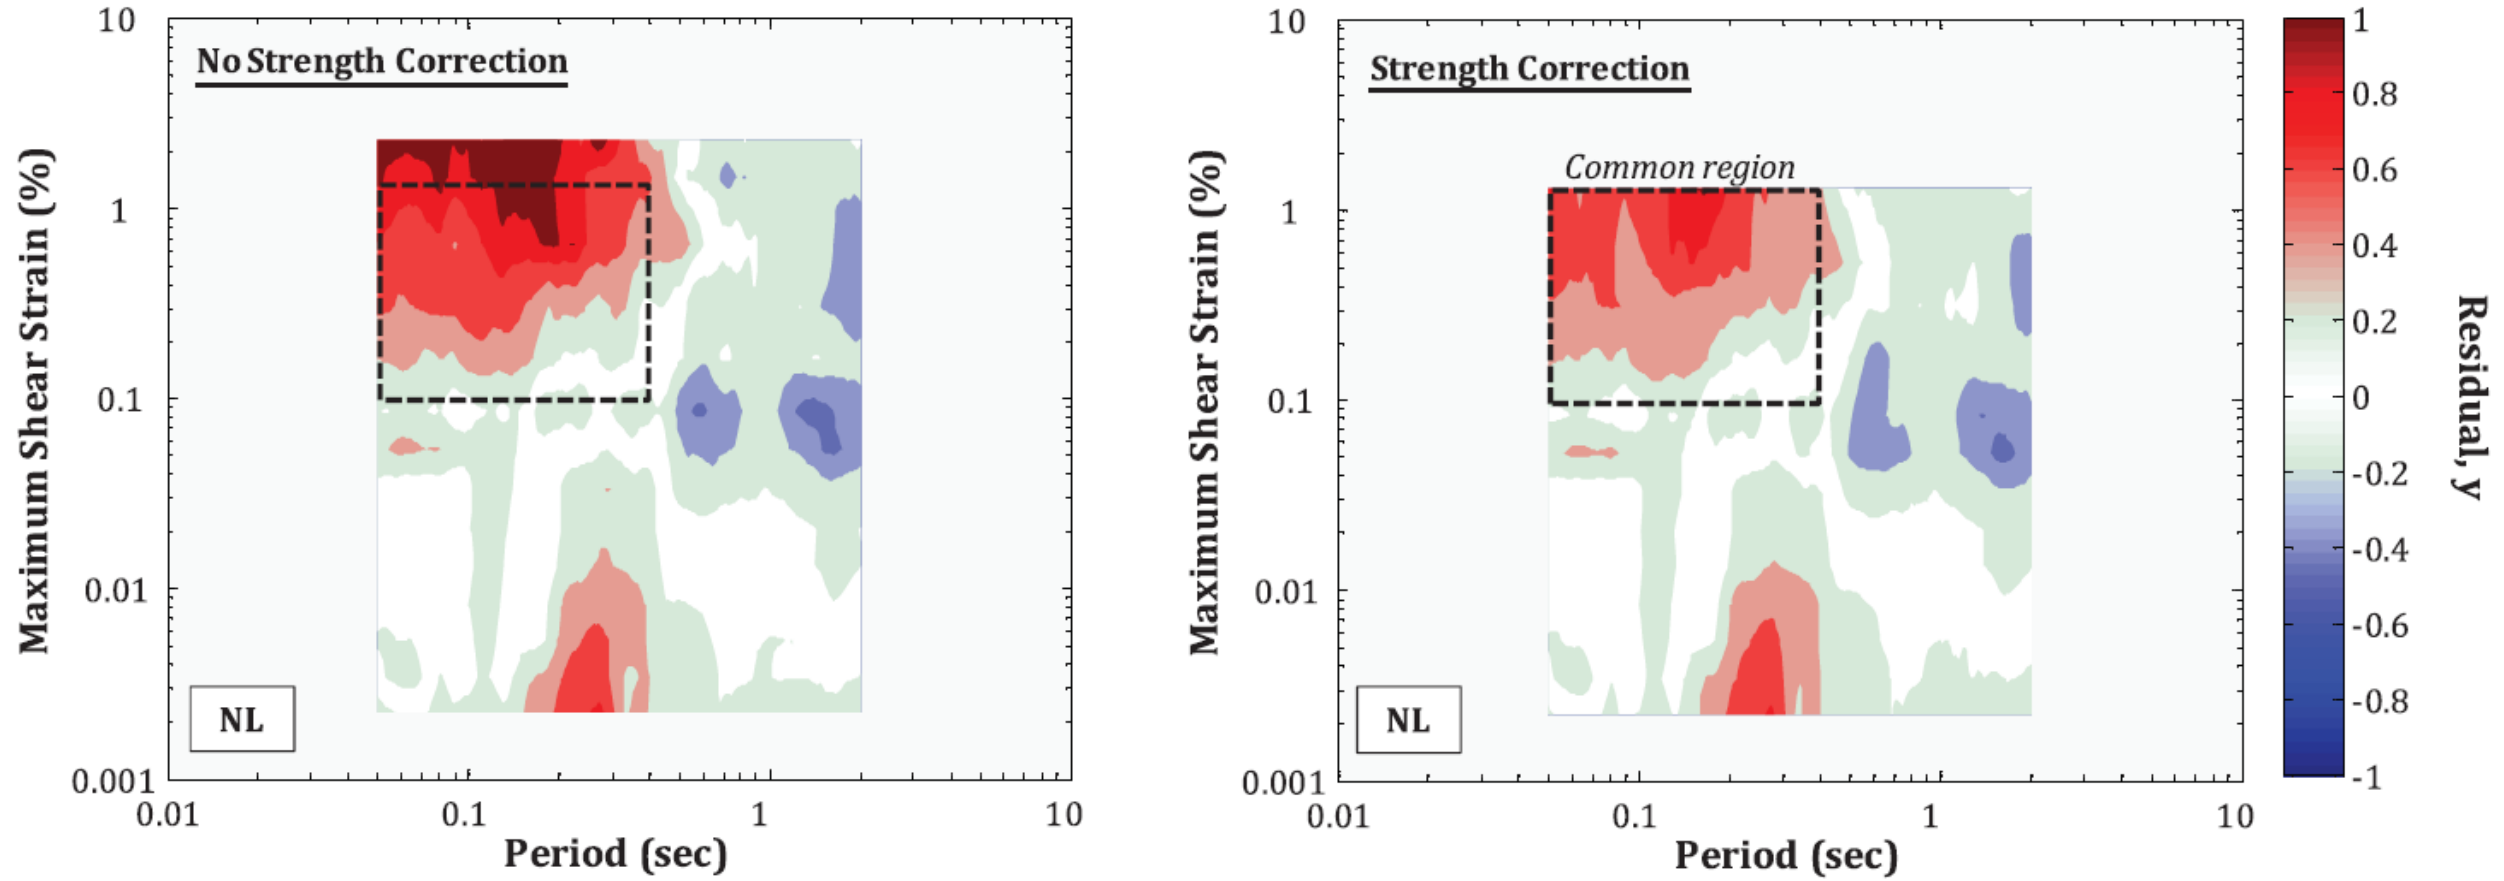 No Strength Correction
10
1
0.1
0.01
0.001
Maximum Shear Strain (%)
NL
0.01
0.1
1
10
Period (sec)
Strength Correction
Common region
10
1
0.1
0.01
0.001
Maximum Shear Strain (%)
NL
0.01
0.1
1
10
Period (sec)
1
0.8
0.6
0.4
0.2
0
-0.2
-0.4
-0.6
-0.8
-1
Residual, y